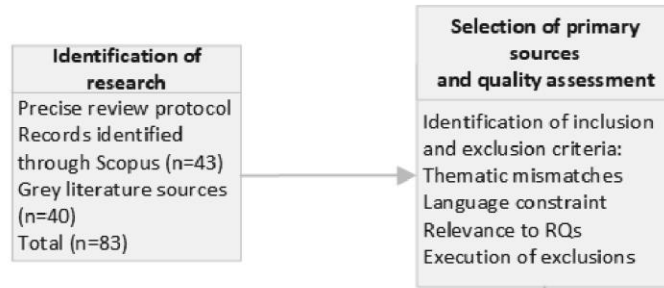 Identification of
research
Precise review protocol
Records identified
through Scopus (n=43)
Grey literature sources
(n=40)
Total (n=83)
Selection of primary
sources
and quality assessment
Identification of inclusion
and exclusion criteria:
Thematic mismatches
Language constraint
Relevance to RQs
Execution of exclusions